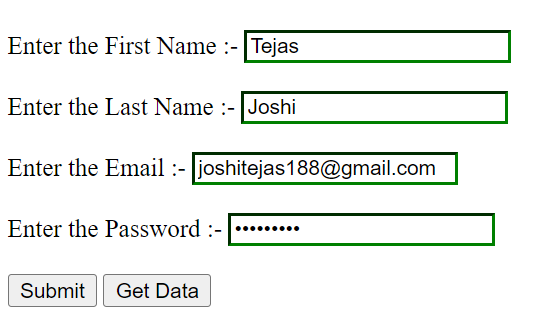 Enter the First Name :- Tejas
Enter the Last Name :- Joshi
Enter the Email :- joshitejas188@gmail.com
Enter the Password :- •••••••••
Submit Get Data